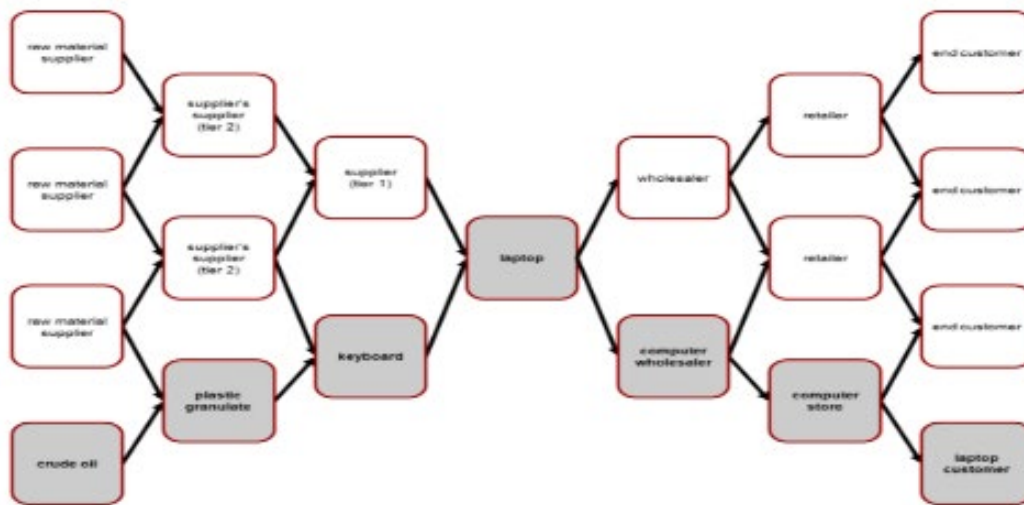 raw material
supplier
raw material
supplier
raw material
supplier
crude oil
supplier's
supplier
(tier 2)
supplier's
supplier
(tier 2)
plastic
granulate
supplier
(tier 1)
keyboard
laptop
wholesaler
computer
wholesaler
retailer
retailer
computer
store
end customer
end customer
end customer
laptop
customer